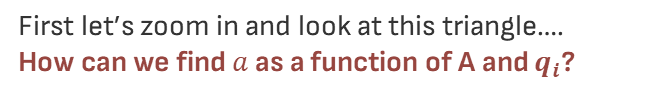 First let's zoom in and look at this triangle....
How can we find a as a function of A and qᵢ?